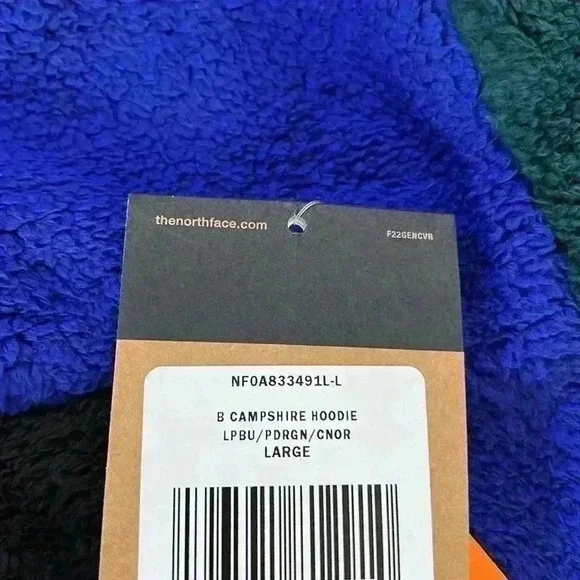 thenorthface.com
F22GENCVR
NF0A833491L-L
B CAMPSHIRE HOODIE
LPBU/PDRGN/CNOR
LARGE